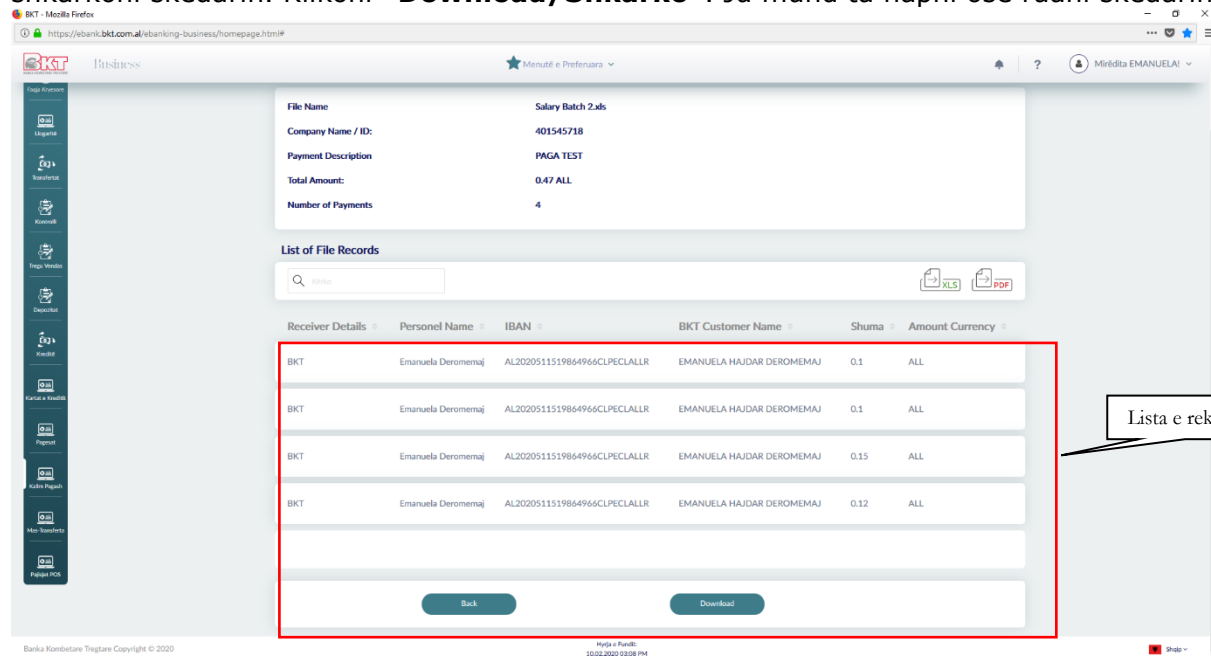 BKT - Mozilla Firefox
https://ebank.bkt.com.al/ebanking-business/homepage.html#
BKT
Business
Menutë e Preferuara
?
Mirëdita EMANUELA!
Faqja Kryesore
Llogaritë
Transfertat
Kontrolli
Depozitat
Kreditë
Kartat e Kreditit
Pagesat
Kalim Pagash
Pajisjet POS
File Name Salary Batch 2.xls
Company Name / ID: 401545718
Payment Description PAGA TEST
Total Amount: 0.47 ALL
Number of Payments 4
List of File Records
XLS PDF
Receiver Details Personel Name IBAN BKT Customer Name Shuma Amount Currency
BKT Emanuela Deromemaj AL2020511519864966CLPECLALLR EMANUELA HAJDAR DEROMEMAJ 0.1 ALL
BKT Emanuela Deromemaj AL2020511519864966CLPECLALLR EMANUELA HAJDAR DEROMEMAJ 0.1 ALL
BKT Emanuela Deromemaj AL2020511519864966CLPECLALLR EMANUELA HAJDAR DEROMEMAJ 0.15 ALL
BKT Emanuela Deromemaj AL2020511519864966CLPECLALLR EMANUELA HAJDAR DEROMEMAJ 0.12 ALL
Lista e rek
Back Download
Banka Kombetare Tregtare Copyright © 2020
Hyrja e Fundit:
10.02.2020 03:08 PM
Shqip